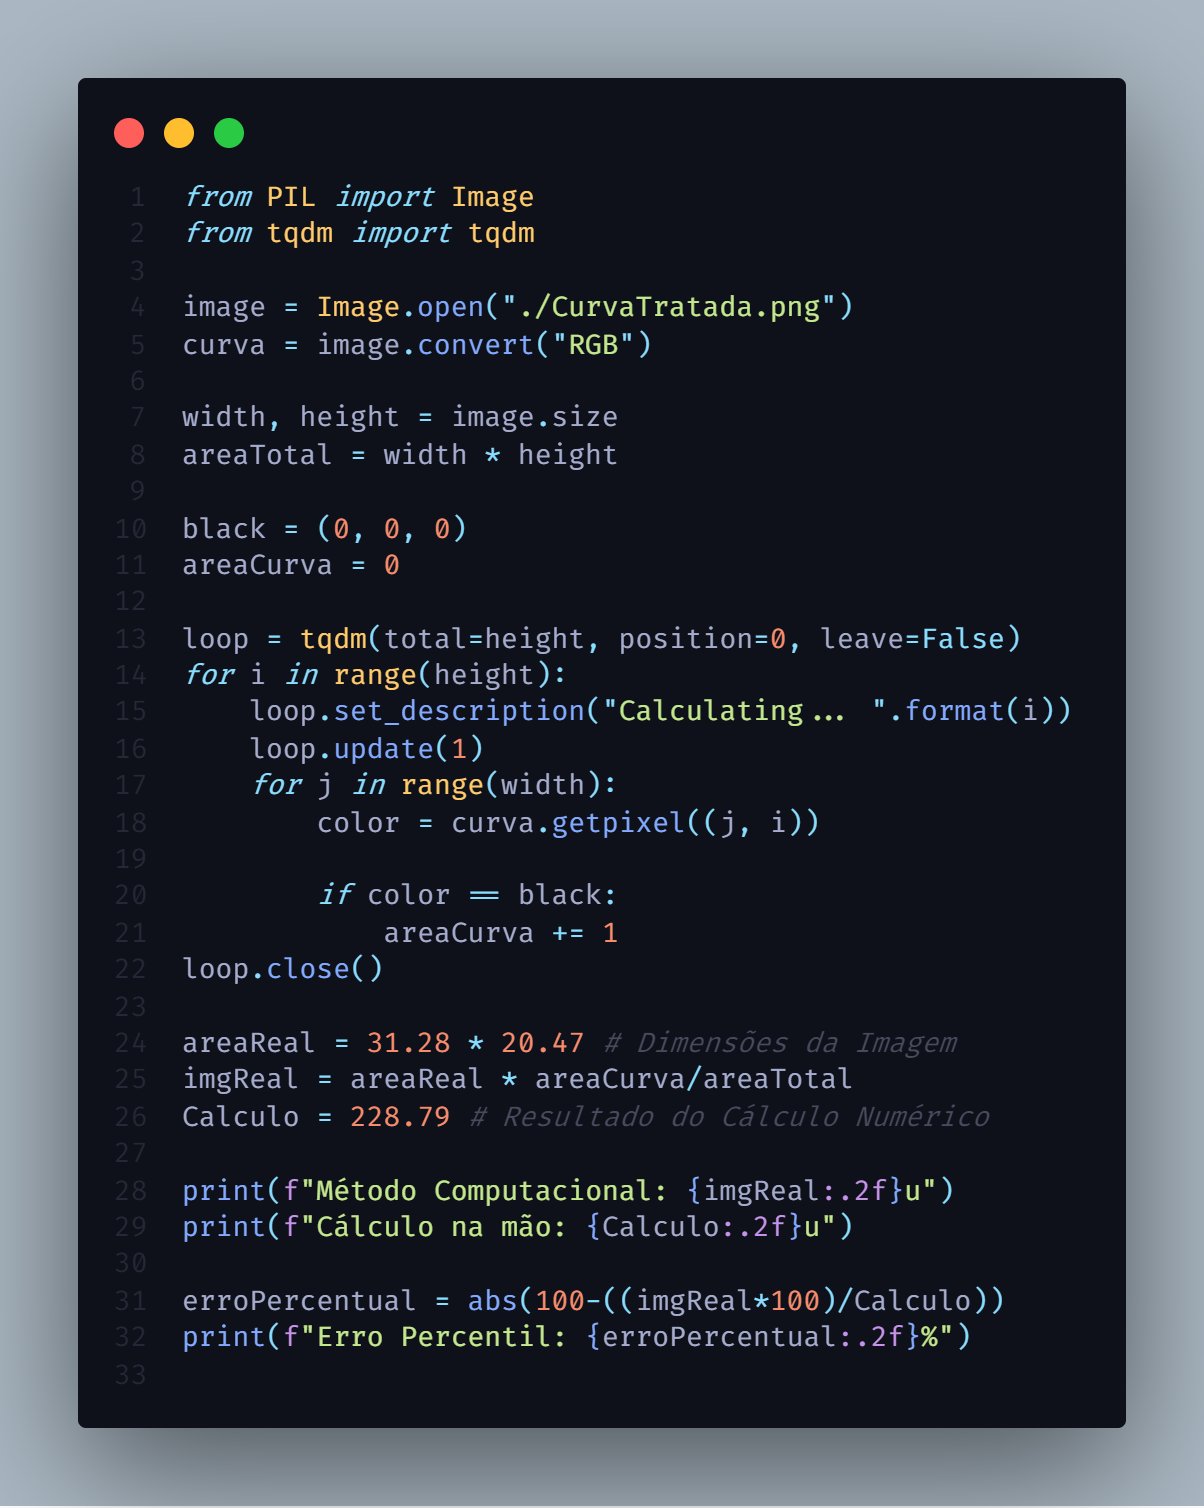 1 from PIL import Image
2 from tqdm import tqdm
3
4 image = Image.open("./CurvaTratada.png")
5 curva = image.convert("RGB")
6
7 width, height = image.size
8 areaTotal = width * height
9
10 black = (0, 0, 0)
11 areaCurva = 0
12
13 loop = tqdm(total=height, position=0, leave=False)
14 for i in range(height):
15     loop.set_description("Calculating... ".format(i))
16     loop.update(1)
17     for j in range(width):
18         color = curva.getpixel((j, i))
19
20         if color == black:
21             areaCurva += 1
22 loop.close()
23
24 areaReal = 31.28 * 20.47 # Dimensões da Imagem
25 imgReal = areaReal * areaCurva/areaTotal
26 Calculo = 228.79 # Resultado do Cálculo Numérico
27
28 print(f"Método Computacional: {imgReal:.2f}u")
29 print(f"Cálculo na mão: {Calculo:.2f}u")
30
31 erroPercentual = abs(100-((imgReal*100)/Calculo))
32 print(f"Erro Percentil: {erroPercentual:.2f}%")
33